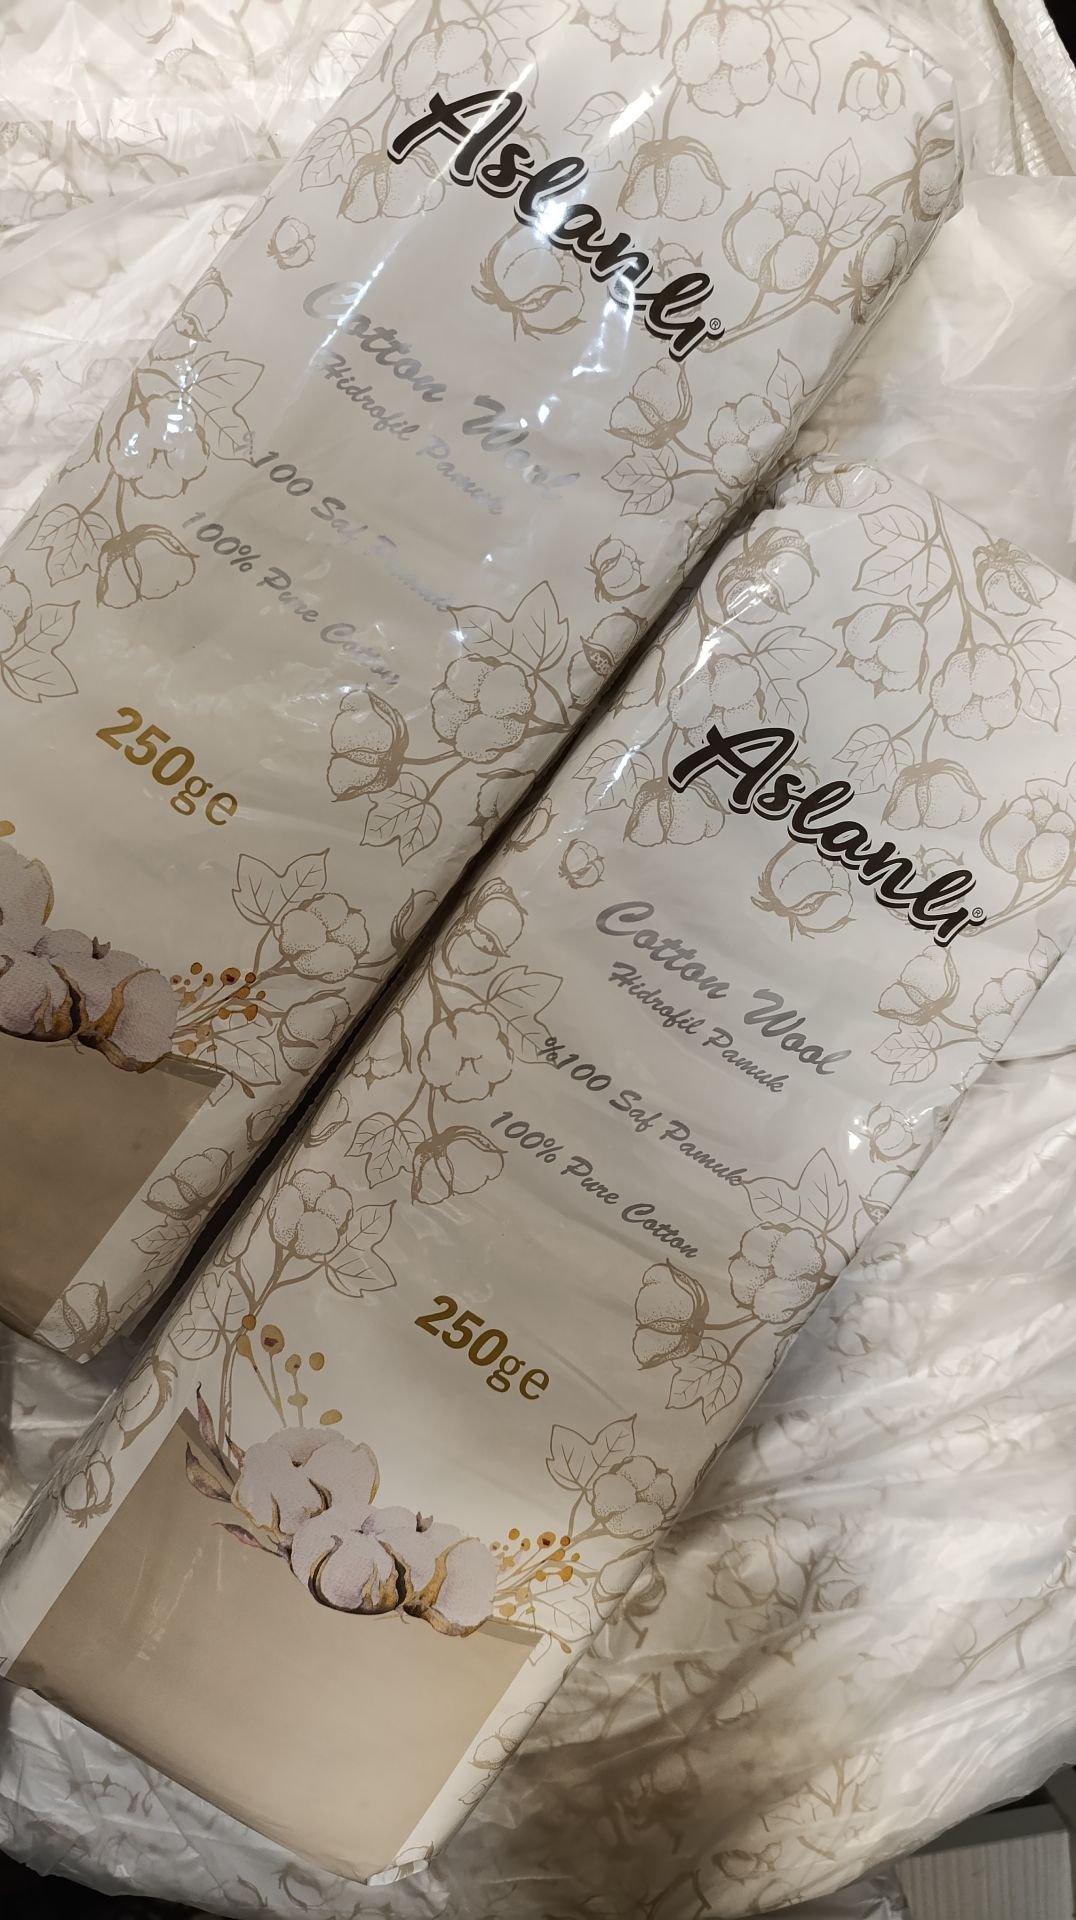 Aslanlı®
Cotton Wool
Hidrofil Pamuk
%100 Saf Pamuk
100% Pure Cotton
250ge
Aslanlı®
Cotton Wool
Hidrofil Pamuk
%100 Saf Pamuk
100% Pure Cotton
250ge